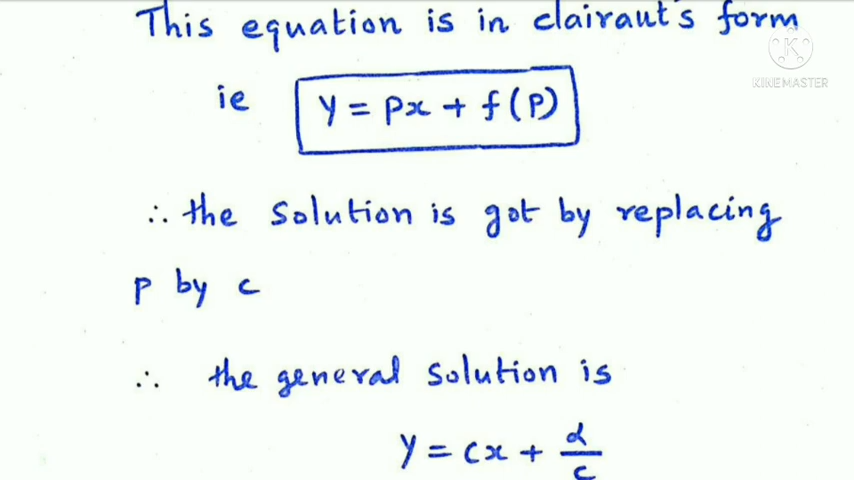 This equation is in clairaut's form
ie y = px + f(p)
∴ the solution is got by replacing
p by c
∴ the general solution is
y = cx + α/c
K
KINEMASTER